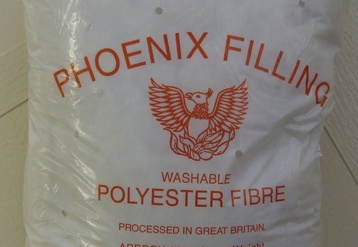 PHOENIX FILLING
WASHABLE
POLYESTER FIBRE
PROCESSED IN GREAT BRITAIN.